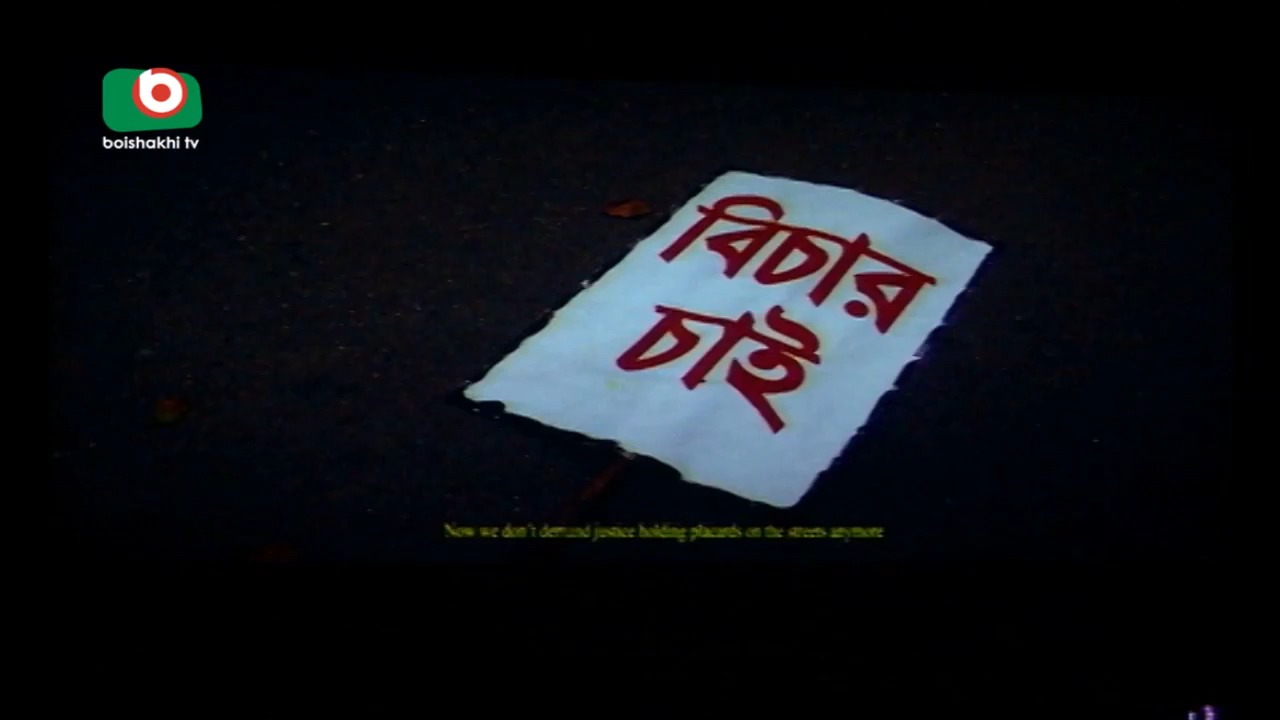 boishakhi tv
বিচার
চাই
Now we don't demand justice holding placards on the streets anymore